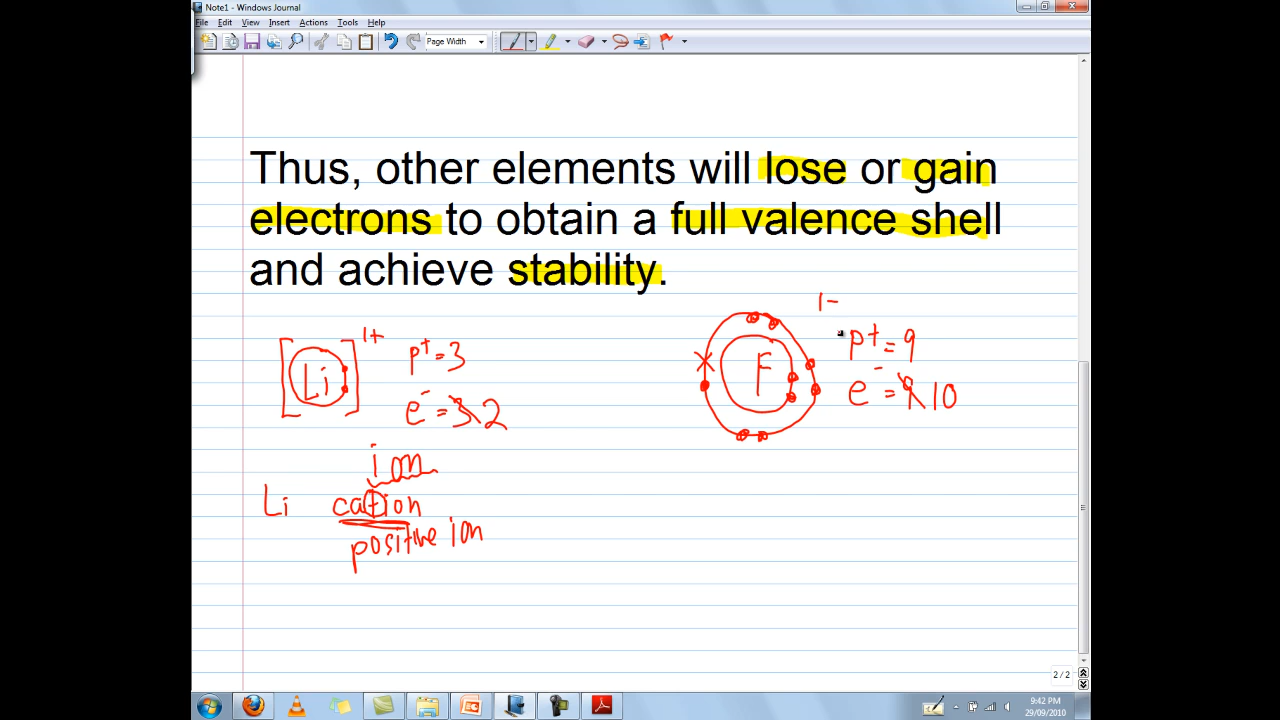 Note1 - Windows Journal
File Edit View Insert Actions Tools Help
Page Width
Thus, other elements will lose or gain
electrons to obtain a full valence shell
and achieve stability.
[Li]¹⁺ p⁺=3
e⁻=3 2
ion
Li cation
positive ion
F 1-
p⁺=9
e⁻=9 10
2 / 2
9:42 PM
29/09/2010